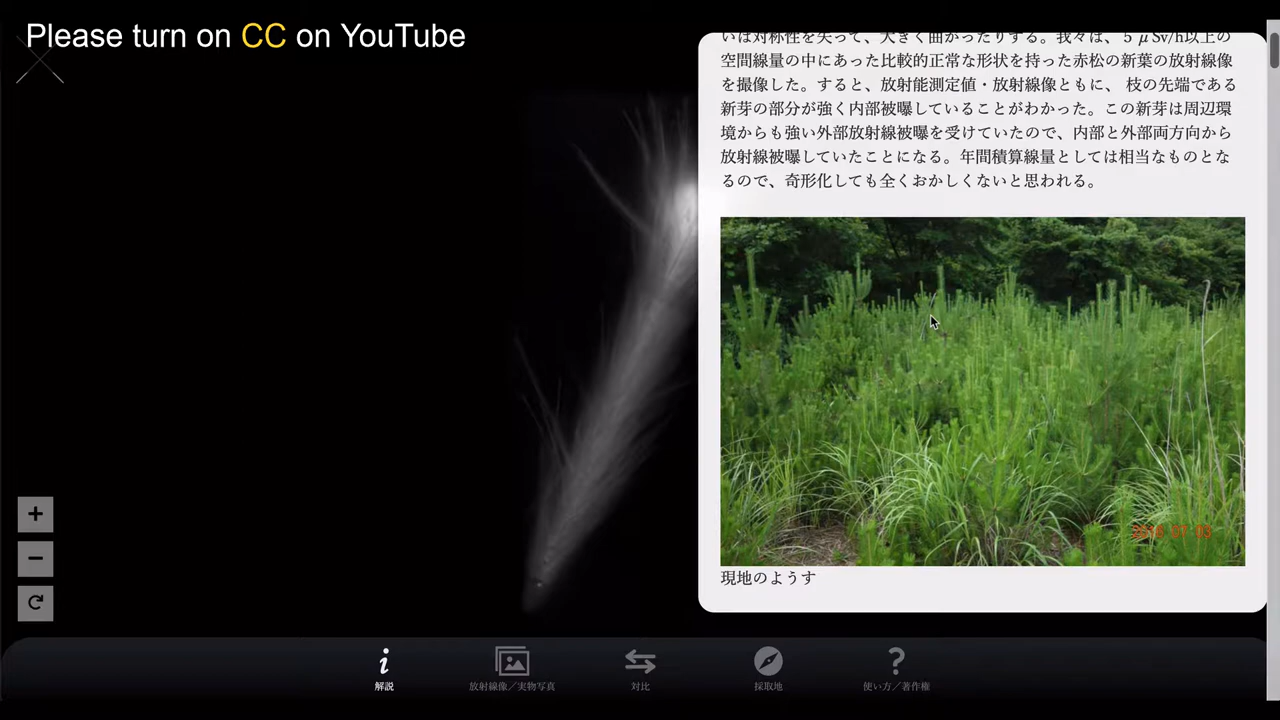 Please turn on CC on YouTube
いは対称性を失って、大きく曲がったりする。我々は、５μSv/h以上の
空間線量の中にあった比較的正常な形状を持った赤松の新葉の放射線像
を撮像した。すると、放射能測定値・放射線像ともに、 枝の先端である
新芽の部分が強く内部被曝していることがわかった。この新芽は周辺環
境からも強い外部放射線被曝を受けていたので、内部と外部両方向から
放射線被曝していたことになる。年間積算線量としては相当なものとな
るので、奇形化しても全くおかしくないと思われる。
2018 07 03
現地のようす
解説
放射線像／実物写真
対比
採取地
使い方／著作権